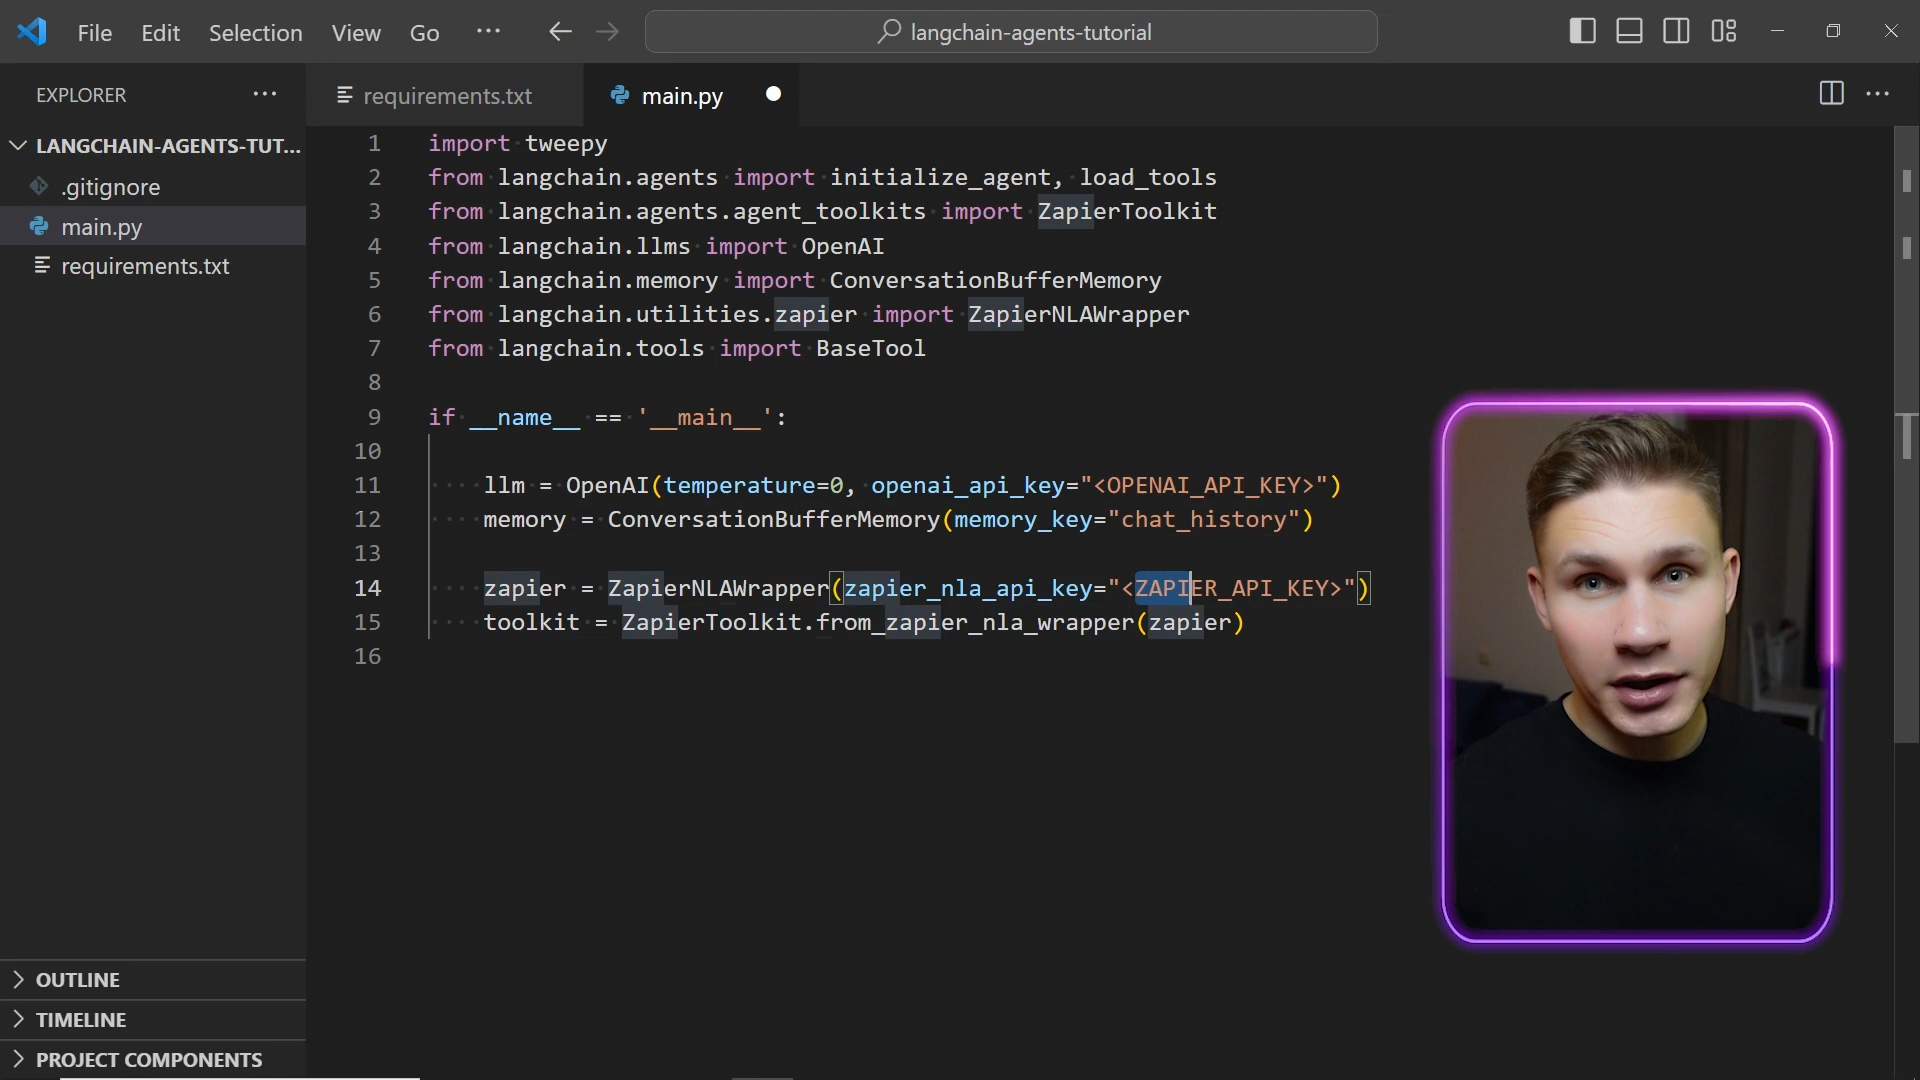 File Edit Selection View Go ··· langchain-agents-tutorial
EXPLORER ···
requirements.txt main.py ···
LANGCHAIN-AGENTS-TUT...
.gitignore
main.py
requirements.txt
1 import tweepy
2 from langchain.agents import initialize_agent, load_tools
3 from langchain.agents.agent_toolkits import ZapierToolkit
4 from langchain.llms import OpenAI
5 from langchain.memory import ConversationBufferMemory
6 from langchain.utilities.zapier import ZapierNLAWrapper
7 from langchain.tools import BaseTool
8
9 if __name__ == '__main__':
10
11 llm = OpenAI(temperature=0, openai_api_key="<OPENAI_API_KEY>")
12 memory = ConversationBufferMemory(memory_key="chat_history")
13
14 zapier = ZapierNLAWrapper(zapier_nla_api_key="<ZAPIER_API_KEY>")
15 toolkit = ZapierToolkit.from_zapier_nla_wrapper(zapier)
16
OUTLINE
TIMELINE
PROJECT COMPONENTS